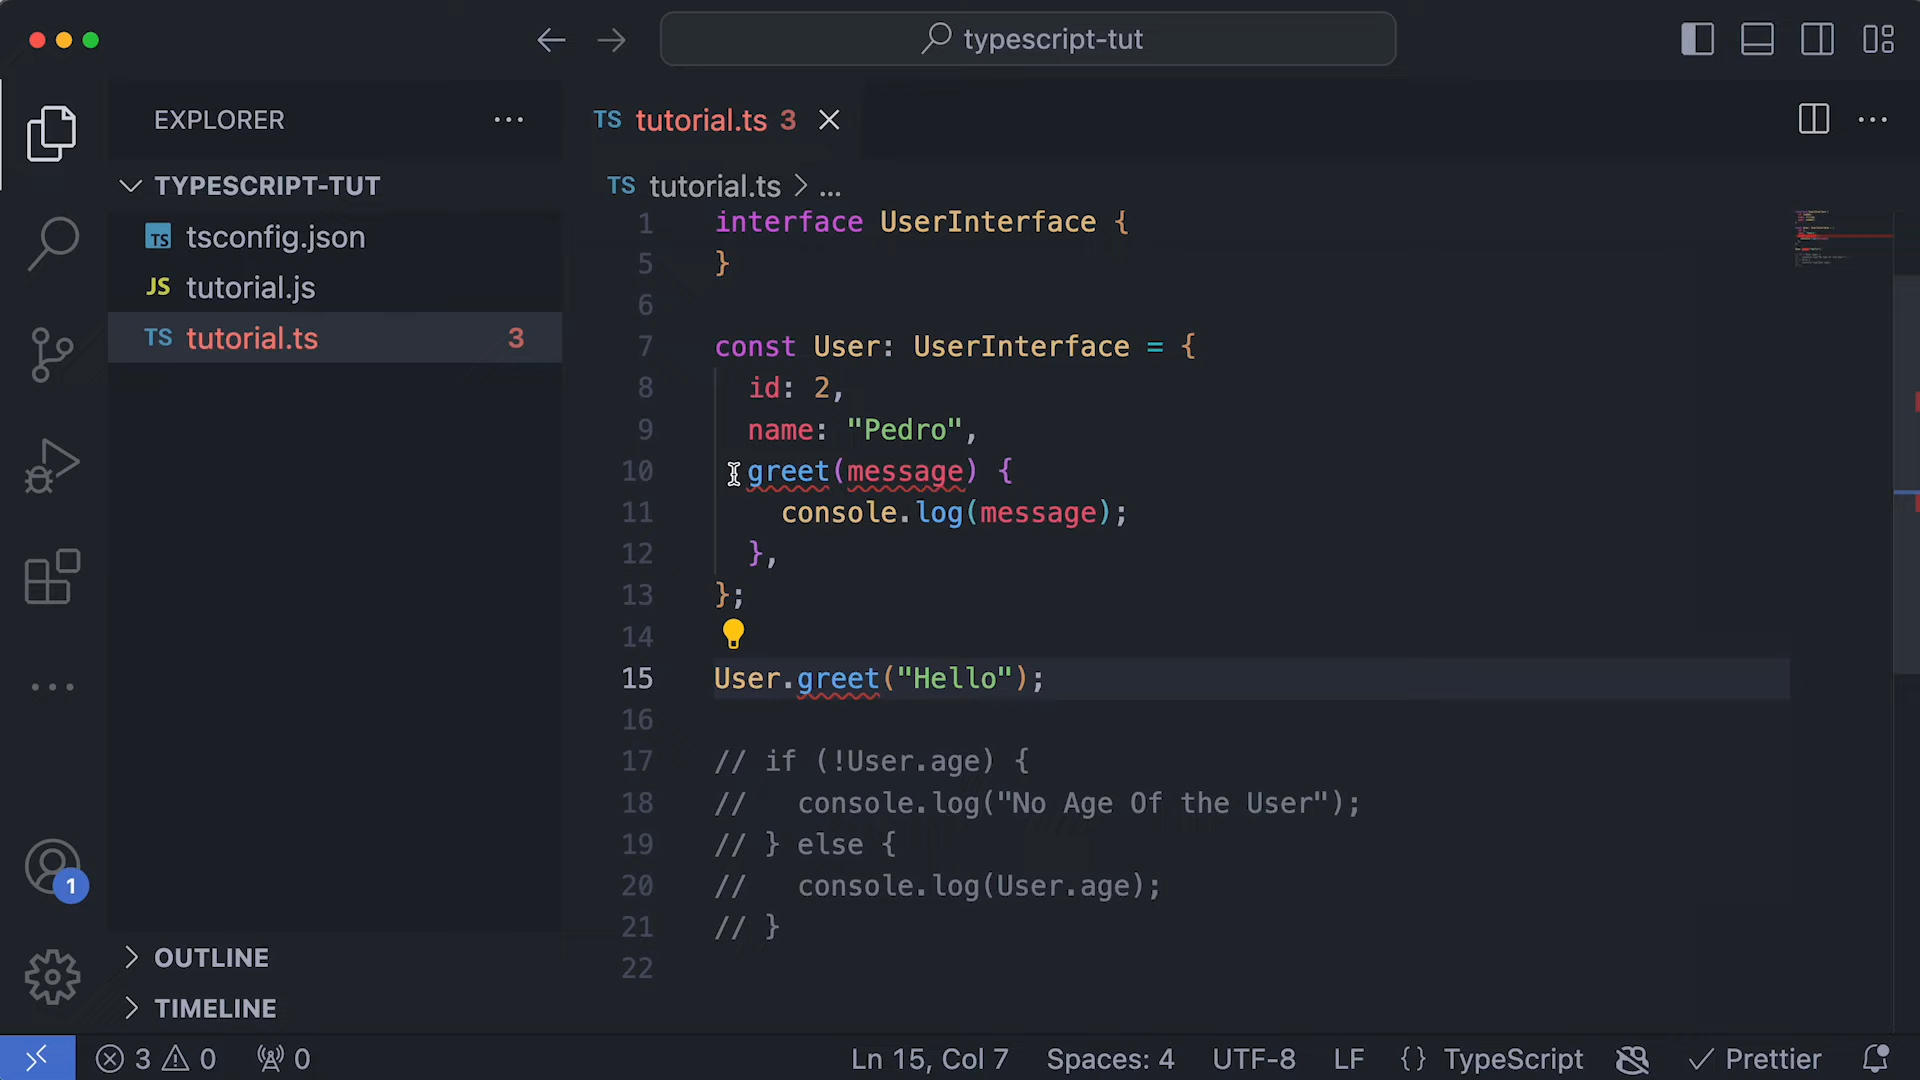 typescript-tut
EXPLORER
TYPESCRIPT-TUT
TS tsconfig.json
JS tutorial.js
TS tutorial.ts 3
OUTLINE
TIMELINE
TS tutorial.ts 3
TS tutorial.ts > ...
1 interface UserInterface {
5 }
6
7 const User: UserInterface = {
8 id: 2,
9 name: "Pedro",
10 greet(message) {
11 console.log(message);
12 },
13 };
14
15 User.greet("Hello");
16
17 // if (!User.age) {
18 //   console.log("No Age Of the User");
19 // } else {
20 //   console.log(User.age);
21 // }
22
1
3 0 0 Ln 15, Col 7 Spaces: 4 UTF-8 LF {} TypeScript Prettier